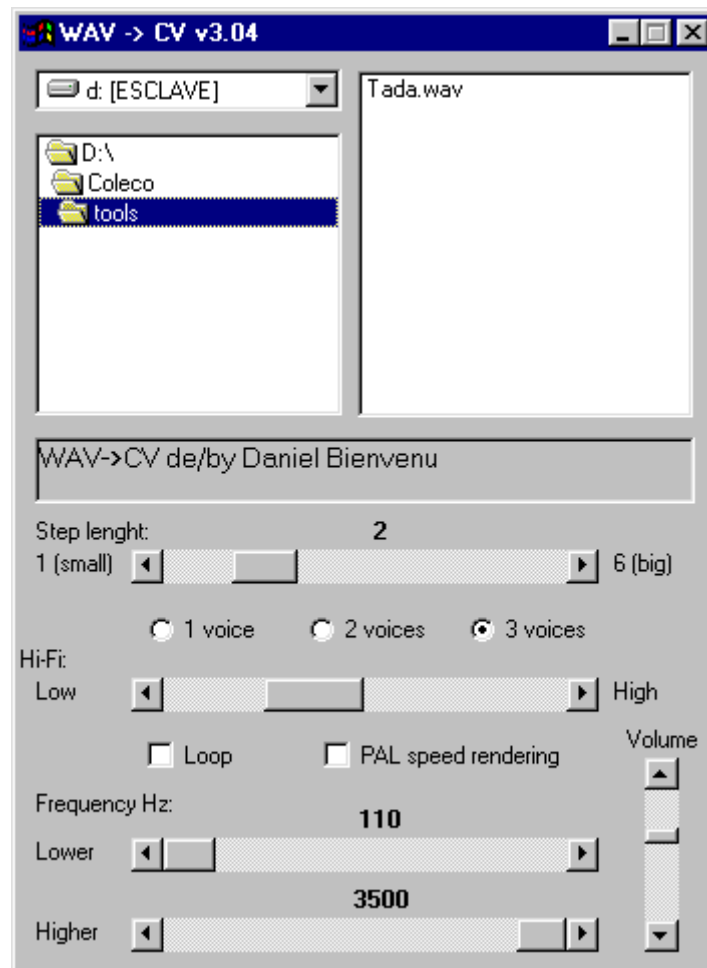 WAV -> CV v3.04
d: [ESCLAVE]
Tada.wav
D:\
Coleco
tools
WAV->CV de/by Daniel Bienvenu
Step lenght:
2
1 (small)
6 (big)
1 voice
2 voices
3 voices
Hi-Fi:
Low
High
Loop
PAL speed rendering
Volume
Frequency Hz:
110
Lower
3500
Higher